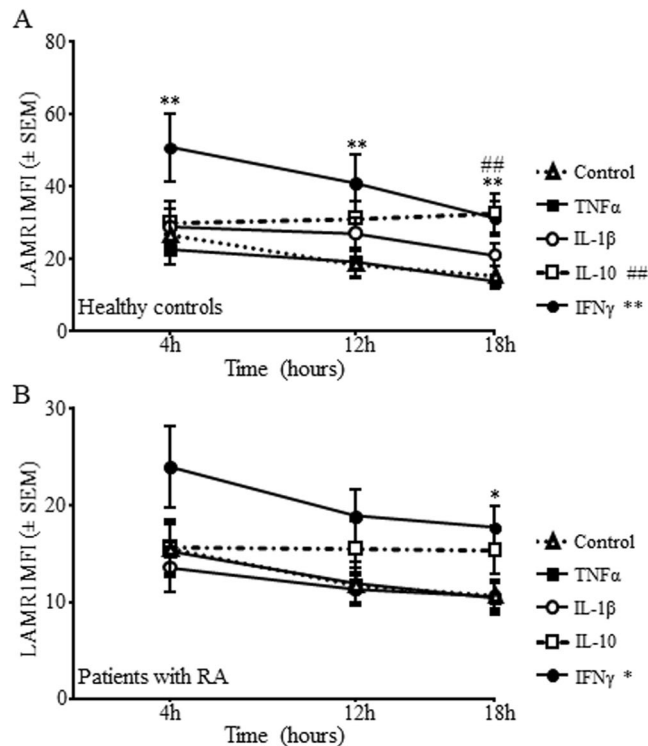 A
80
60
40
20
0
LAMR1MFI (± SEM)
**
**
##
**
Healthy controls
4h
12h
18h
Time (hours)
Control
TNFα
IL-1β
IL-10 ##
IFNγ **
B
30
20
10
0
LAMR1MFI (± SEM)
*
Patients with RA
4h
12h
18h
Time (hours)
Control
TNFα
IL-1β
IL-10
IFNγ *